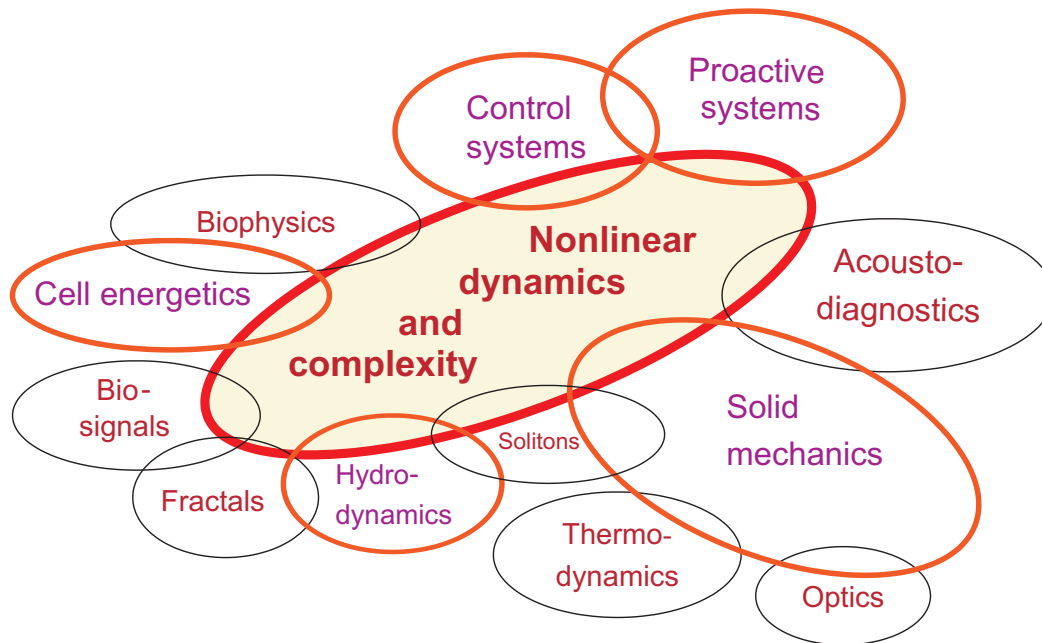 Proactive
systems
Control
systems
Biophysics
Nonlinear
dynamics
and
complexity
Acousto-
diagnostics
Cell energetics
Bio-
signals
Solitons
Solid
mechanics
Hydro-
dynamics
Fractals
Thermo-
dynamics
Optics